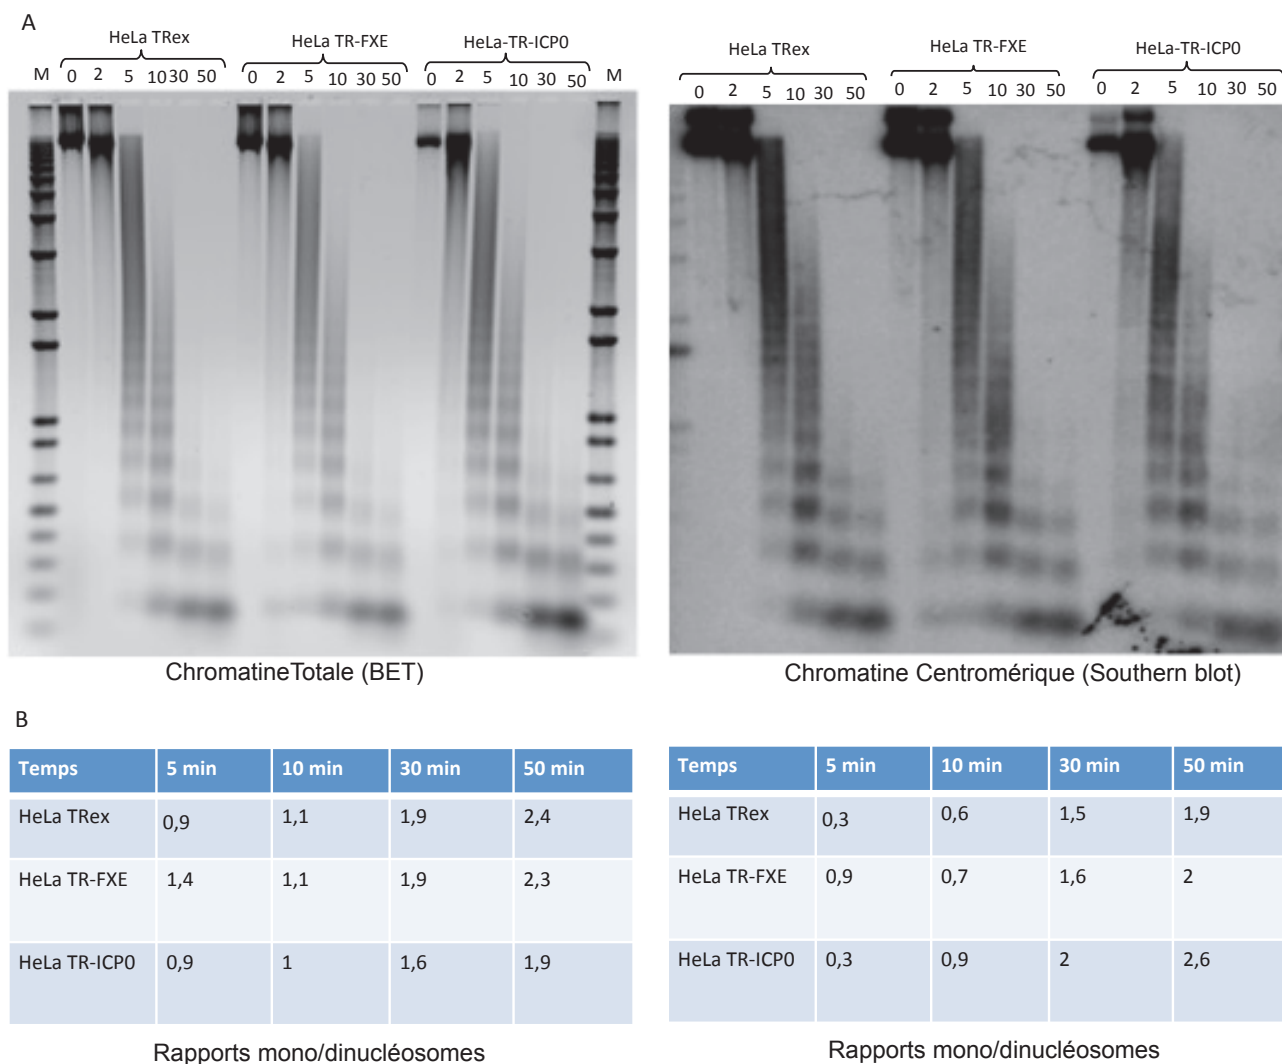 A
HeLa TRex HeLa TR-FXE HeLa-TR-ICP0
M 0 2 5 10 30 50 0 2 5 10 30 50 0 2 5 10 30 50 M
HeLa TRex HeLa TR-FXE HeLa-TR-ICP0
0 2 5 10 30 50 0 2 5 10 30 50 0 2 5 10 30 50
ChromatineTotale (BET)
Chromatine Centromérique (Southern blot)
B
Temps 5 min 10 min 30 min 50 min
HeLa TRex 0,9 1,1 1,9 2,4
HeLa TR-FXE 1,4 1,1 1,9 2,3
HeLa TR-ICP0 0,9 1 1,6 1,9
Rapports mono/dinucléosomes
Temps 5 min 10 min 30 min 50 min
HeLa TRex 0,3 0,6 1,5 1,9
HeLa TR-FXE 0,9 0,7 1,6 2
HeLa TR-ICP0 0,3 0,9 2 2,6
Rapports mono/dinucléosomes